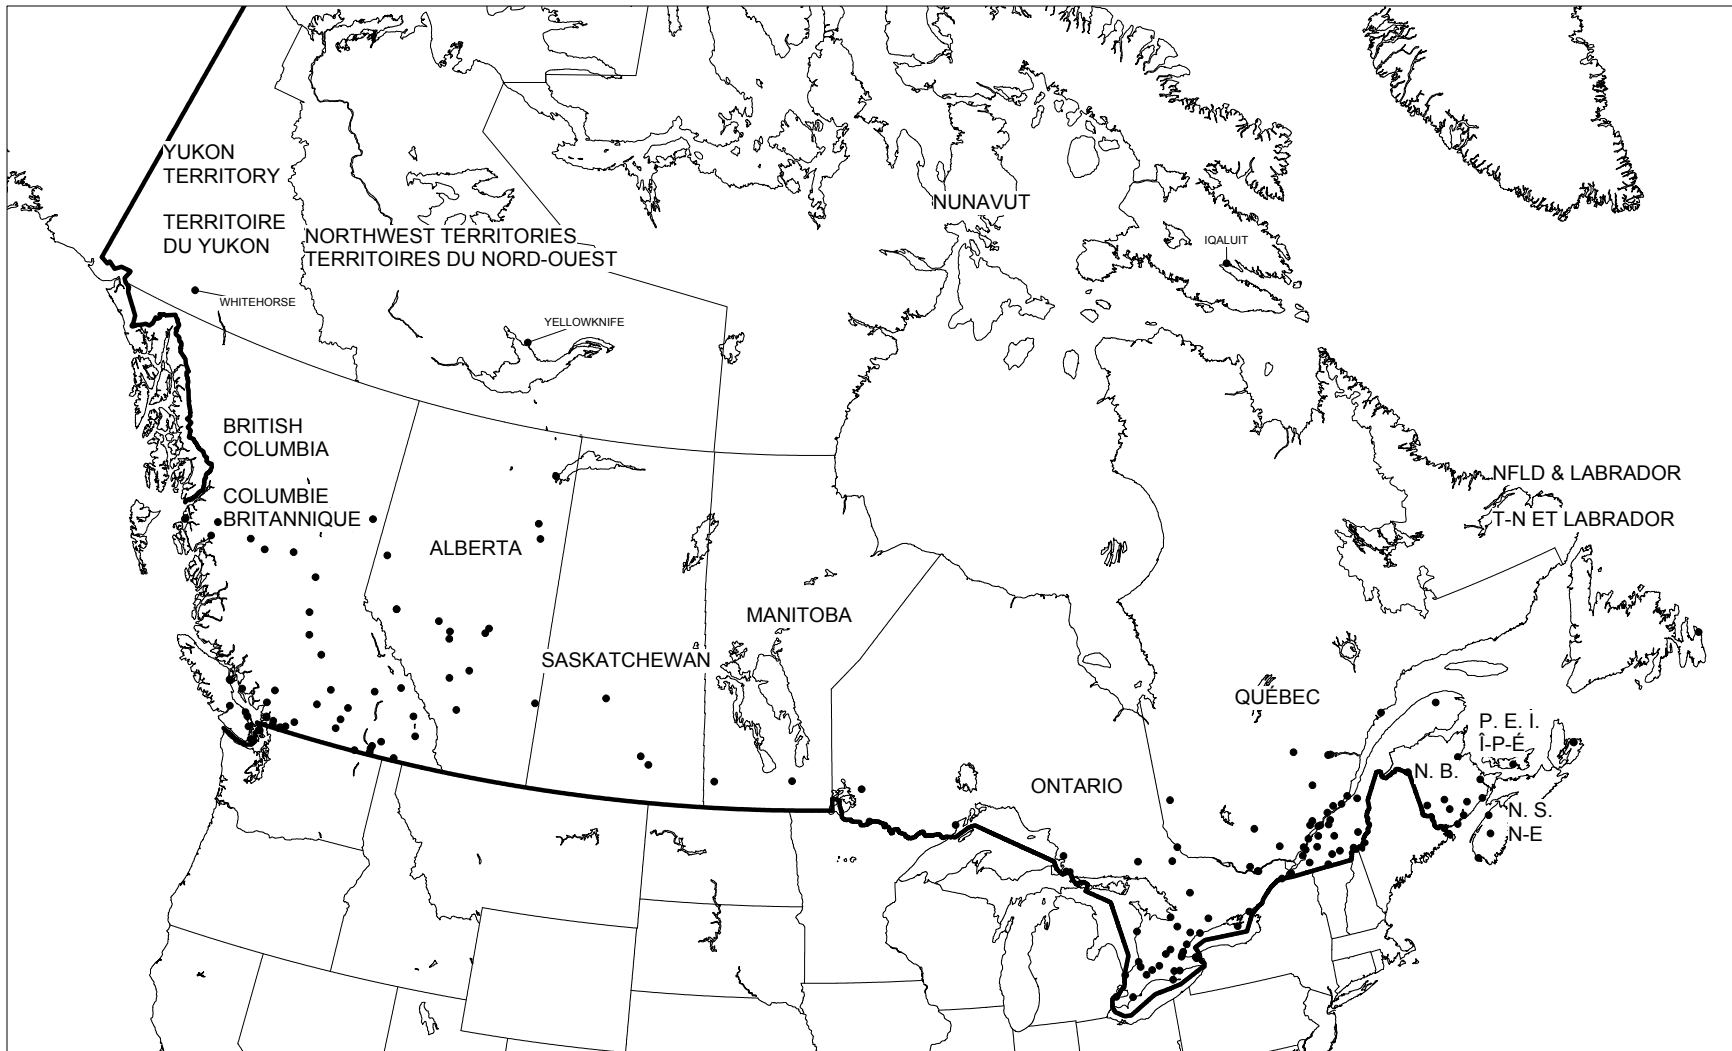 YUKON
TERRITORY
TERRITOIRE
DU YUKON
WHITEHORSE
NORTHWEST TERRITORIES
TERRITOIRES DU NORD-OUEST
YELLOWKNIFE
NUNAVUT
IQALUIT
BRITISH
COLUMBIA
COLUMBIE
BRITANNIQUE
ALBERTA
SASKATCHEWAN
MANITOBA
ONTARIO
QUÉBEC
NFLD & LABRADOR
T-N ET LABRADOR
P. E. İ.
Î-P-É
N. B.
N. S.
N-E